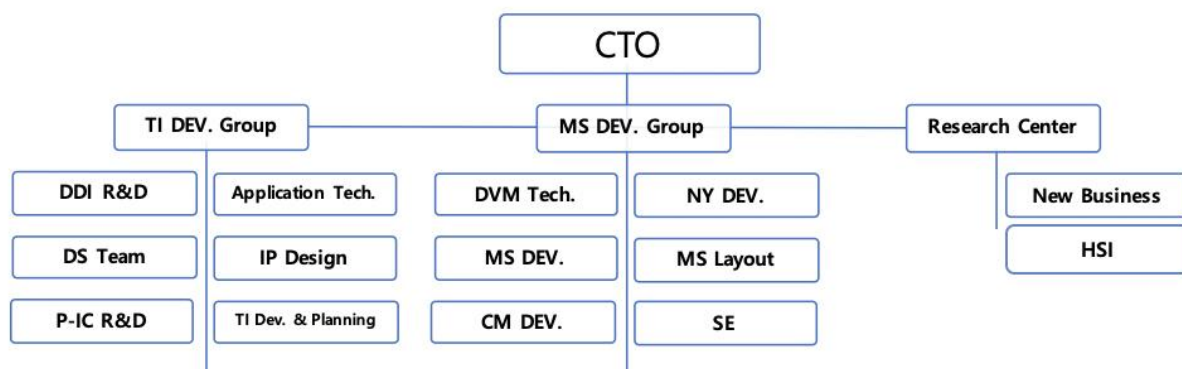 CTO
TI DEV. Group
MS DEV. Group
Research Center
DDI R&D
Application Tech.
DVM Tech.
NY DEV.
New Business
DS Team
IP Design
MS DEV.
MS Layout
HSI
P-IC R&D
TI Dev. & Planning
CM DEV.
SE